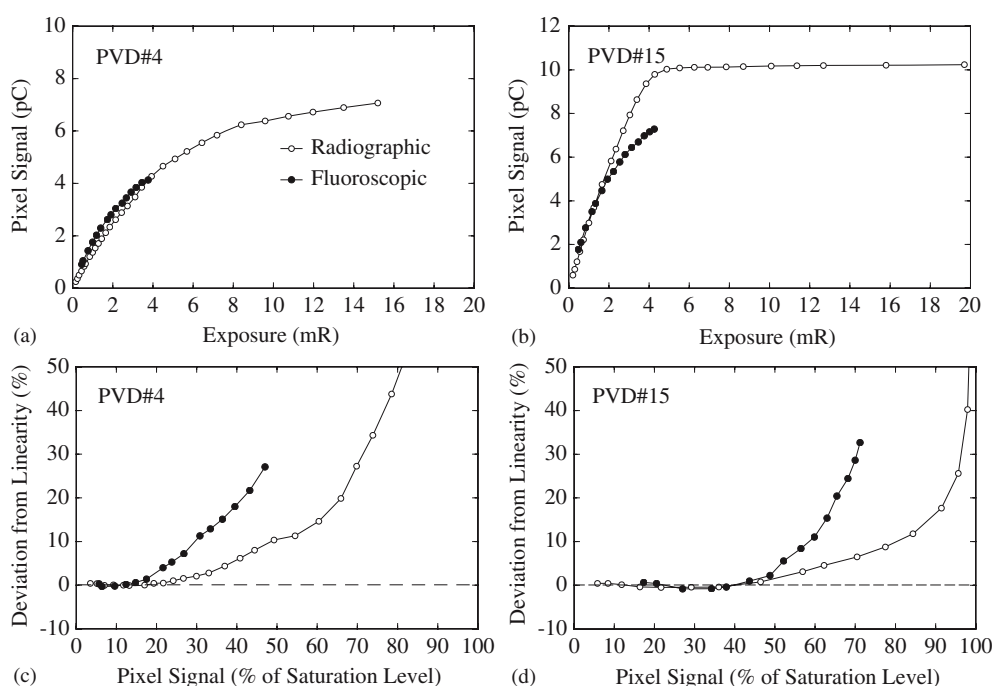 10
8
6
4
2
0
Pixel Signal (pC)
PVD#4
Radiographic
Fluoroscopic
0 2 4 6 8 10 12 14 16 18 20
(a) Exposure (mR)
12
10
8
6
4
2
0
Pixel Signal (pC)
PVD#15
0 2 4 6 8 10 12 14 16 18 20
(b) Exposure (mR)
50
40
30
20
10
0
-10
Deviation from Linearity (%)
PVD#4
0 10 20 30 40 50 60 70 80 90 100
(c) Pixel Signal (% of Saturation Level)
50
40
30
20
10
0
-10
Deviation from Linearity (%)
PVD#15
0 10 20 30 40 50 60 70 80 90 100
(d) Pixel Signal (% of Saturation Level)